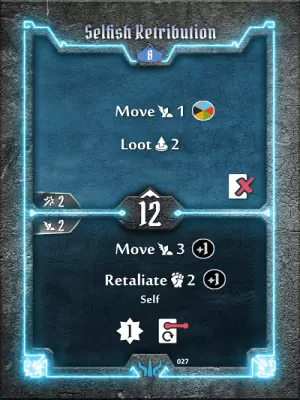 Selfish Retribution
8
Move 1
Loot 2
2
12
2
Move 3 +1
Retaliate 2 +1
Self
1
027